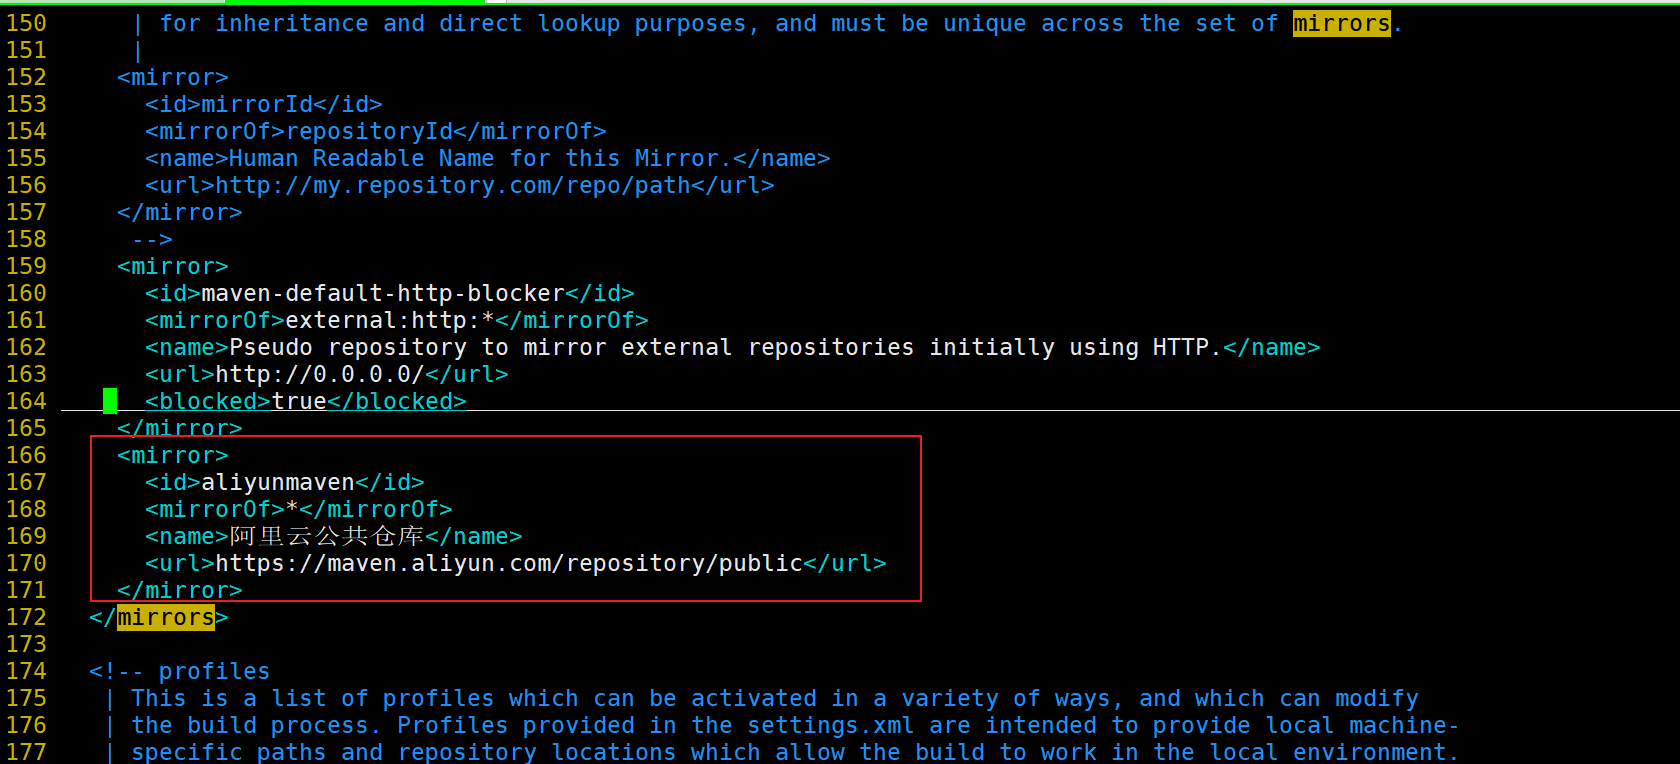 150      | for inheritance and direct lookup purposes, and must be unique across the set of mirrors.
151      |
152     <mirror>
153       <id>mirrorId</id>
154       <mirrorOf>repositoryId</mirrorOf>
155       <name>Human Readable Name for this Mirror.</name>
156       <url>http://my.repository.com/repo/path</url>
157     </mirror>
158      -->
159     <mirror>
160       <id>maven-default-http-blocker</id>
161       <mirrorOf>external:http:*</mirrorOf>
162       <name>Pseudo repository to mirror external repositories initially using HTTP.</name>
163       <url>http://0.0.0.0/</url>
164       <blocked>true</blocked>
165     </mirror>
166     <mirror>
167       <id>aliyunmaven</id>
168       <mirrorOf>*</mirrorOf>
169       <name>阿里云公共仓库</name>
170       <url>https://maven.aliyun.com/repository/public</url>
171     </mirror>
172   </mirrors>
173
174   <!-- profiles
175    | This is a list of profiles which can be activated in a variety of ways, and which can modify
176    | the build process. Profiles provided in the settings.xml are intended to provide local machine-
177    | specific paths and repository locations which allow the build to work in the local environment.